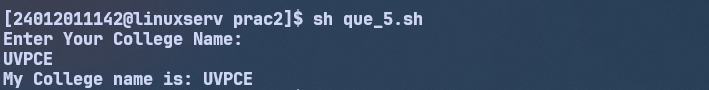 [24012011142@linuxserv prac2]$ sh que_5.sh
Enter Your College Name:
UVPCE
My College name is: UVPCE